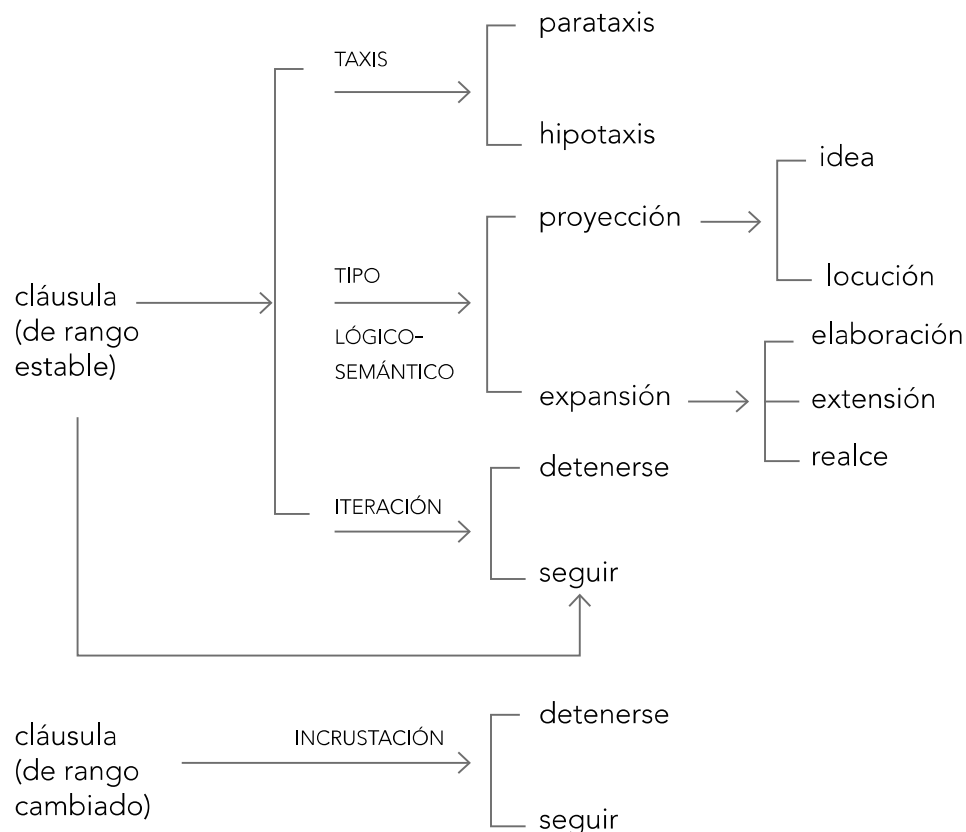 parataxis
TAXIS
hipotaxis
idea
proyección
locución
TIPO
LÓGICO-
SEMÁNTICO
cláusula
(de rango
estable)
elaboración
expansión
extensión
realce
detenerse
ITERACIÓN
seguir
detenerse
INCRUSTACIÓN
cláusula
(de rango
cambiado)
seguir